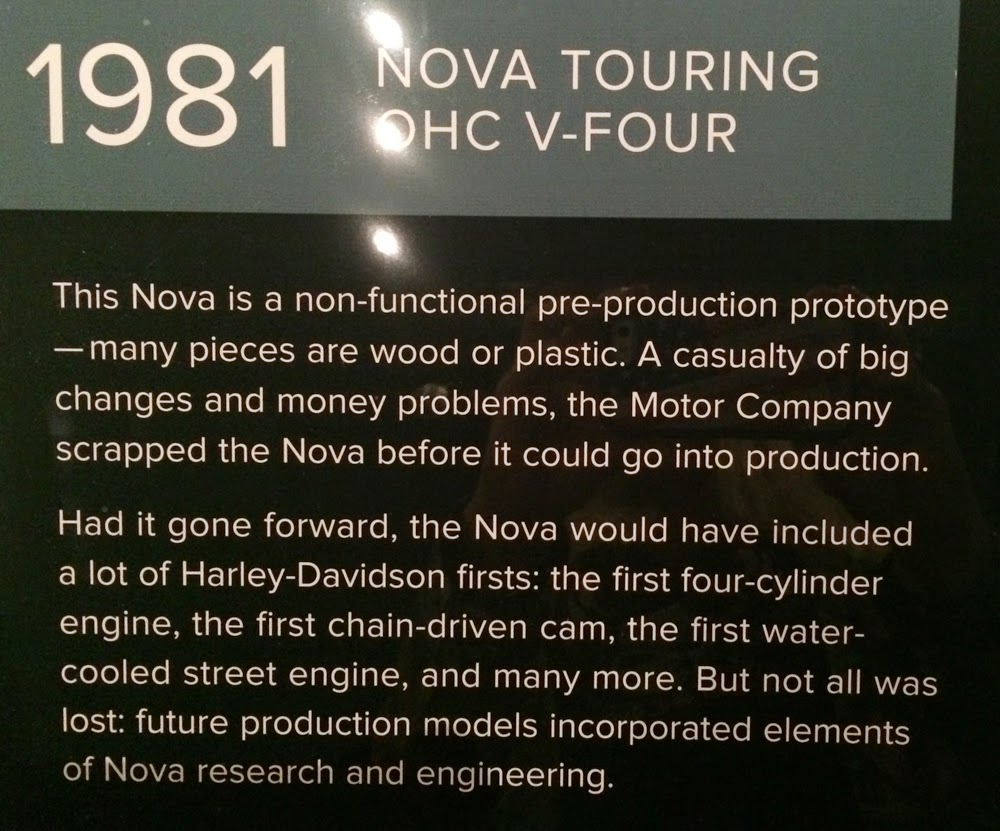 1981
NOVA TOURING
OHC V-FOUR
This Nova is a non-functional pre-production prototype
—many pieces are wood or plastic. A casualty of big
changes and money problems, the Motor Company
scrapped the Nova before it could go into production.
Had it gone forward, the Nova would have included
a lot of Harley-Davidson firsts: the first four-cylinder
engine, the first chain-driven cam, the first water-
cooled street engine, and many more. But not all was
lost: future production models incorporated elements
of Nova research and engineering.